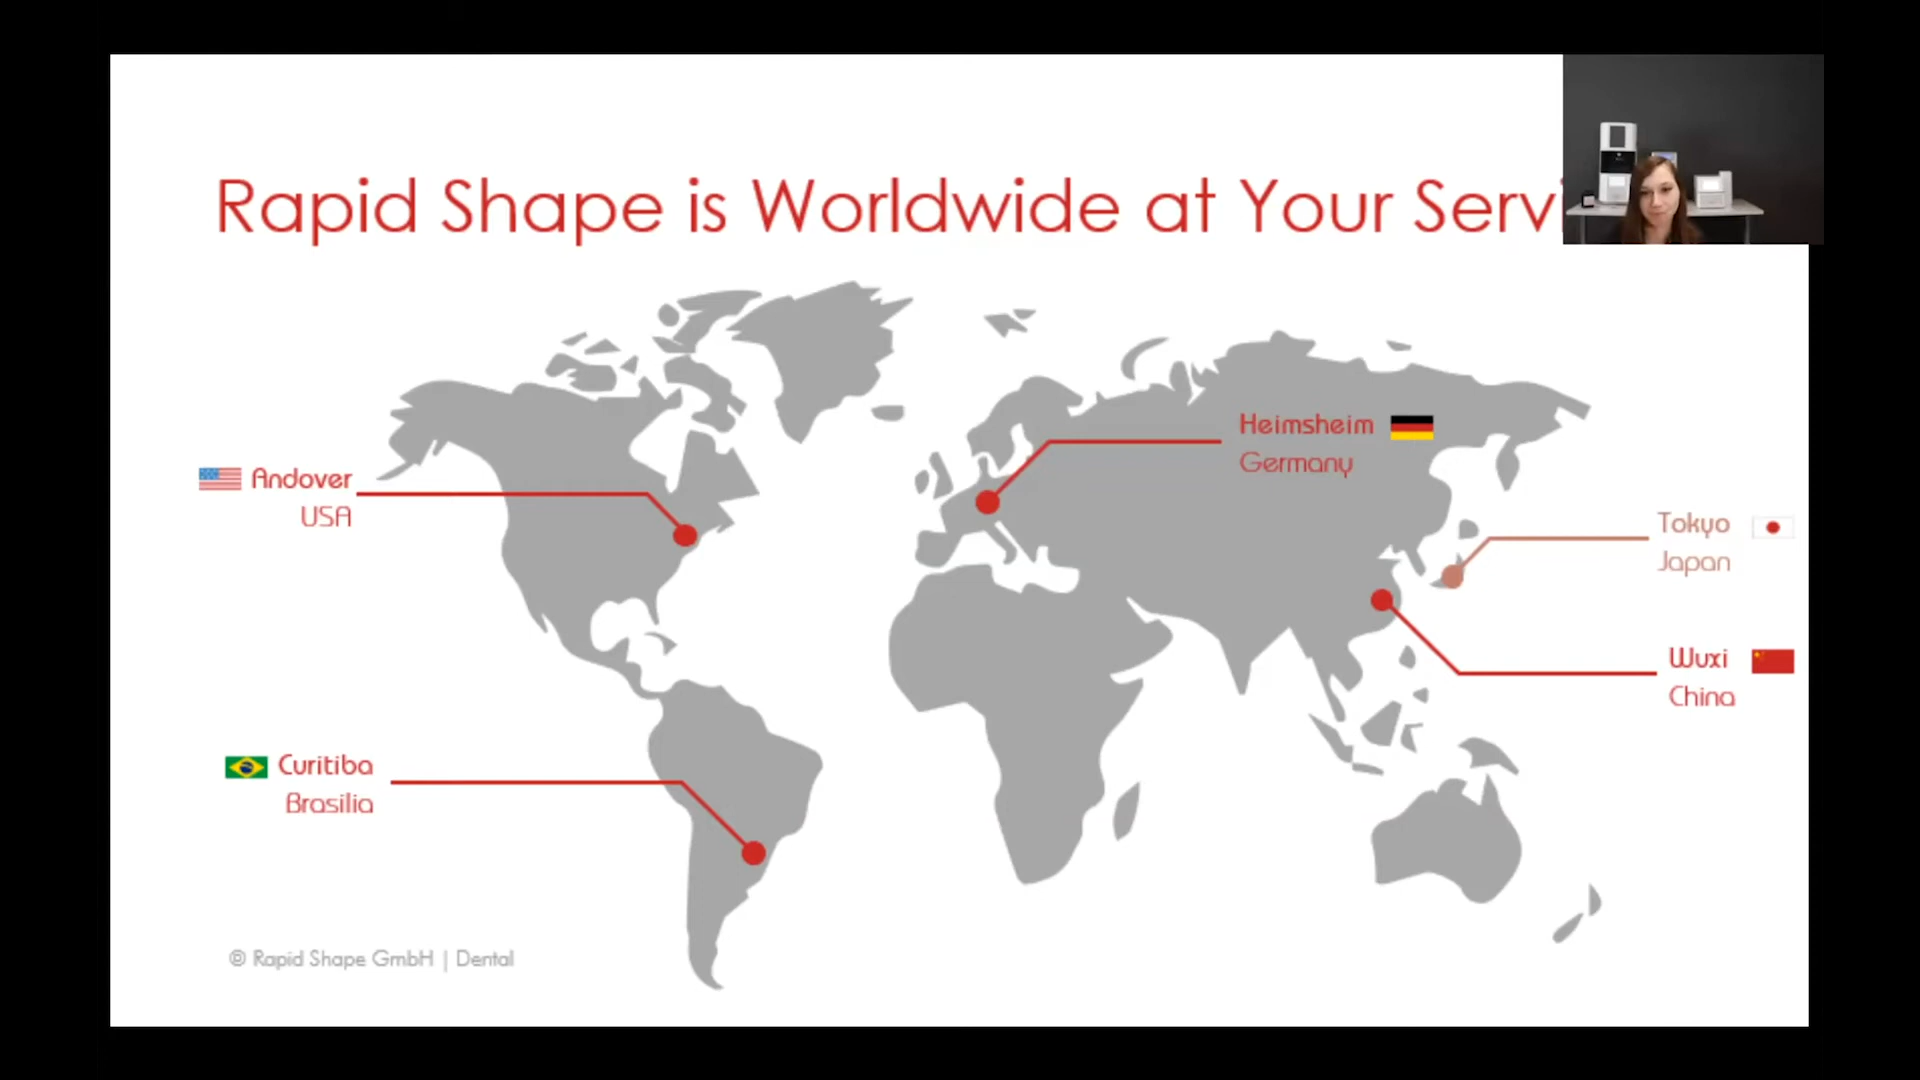 Rapid Shape is Worldwide at Your Servi
Heimsheim
Germany
Andover
USA
Tokyo
Japan
Wuxi
China
Curitiba
Brasilia
© Rapid Shape GmbH | Dental